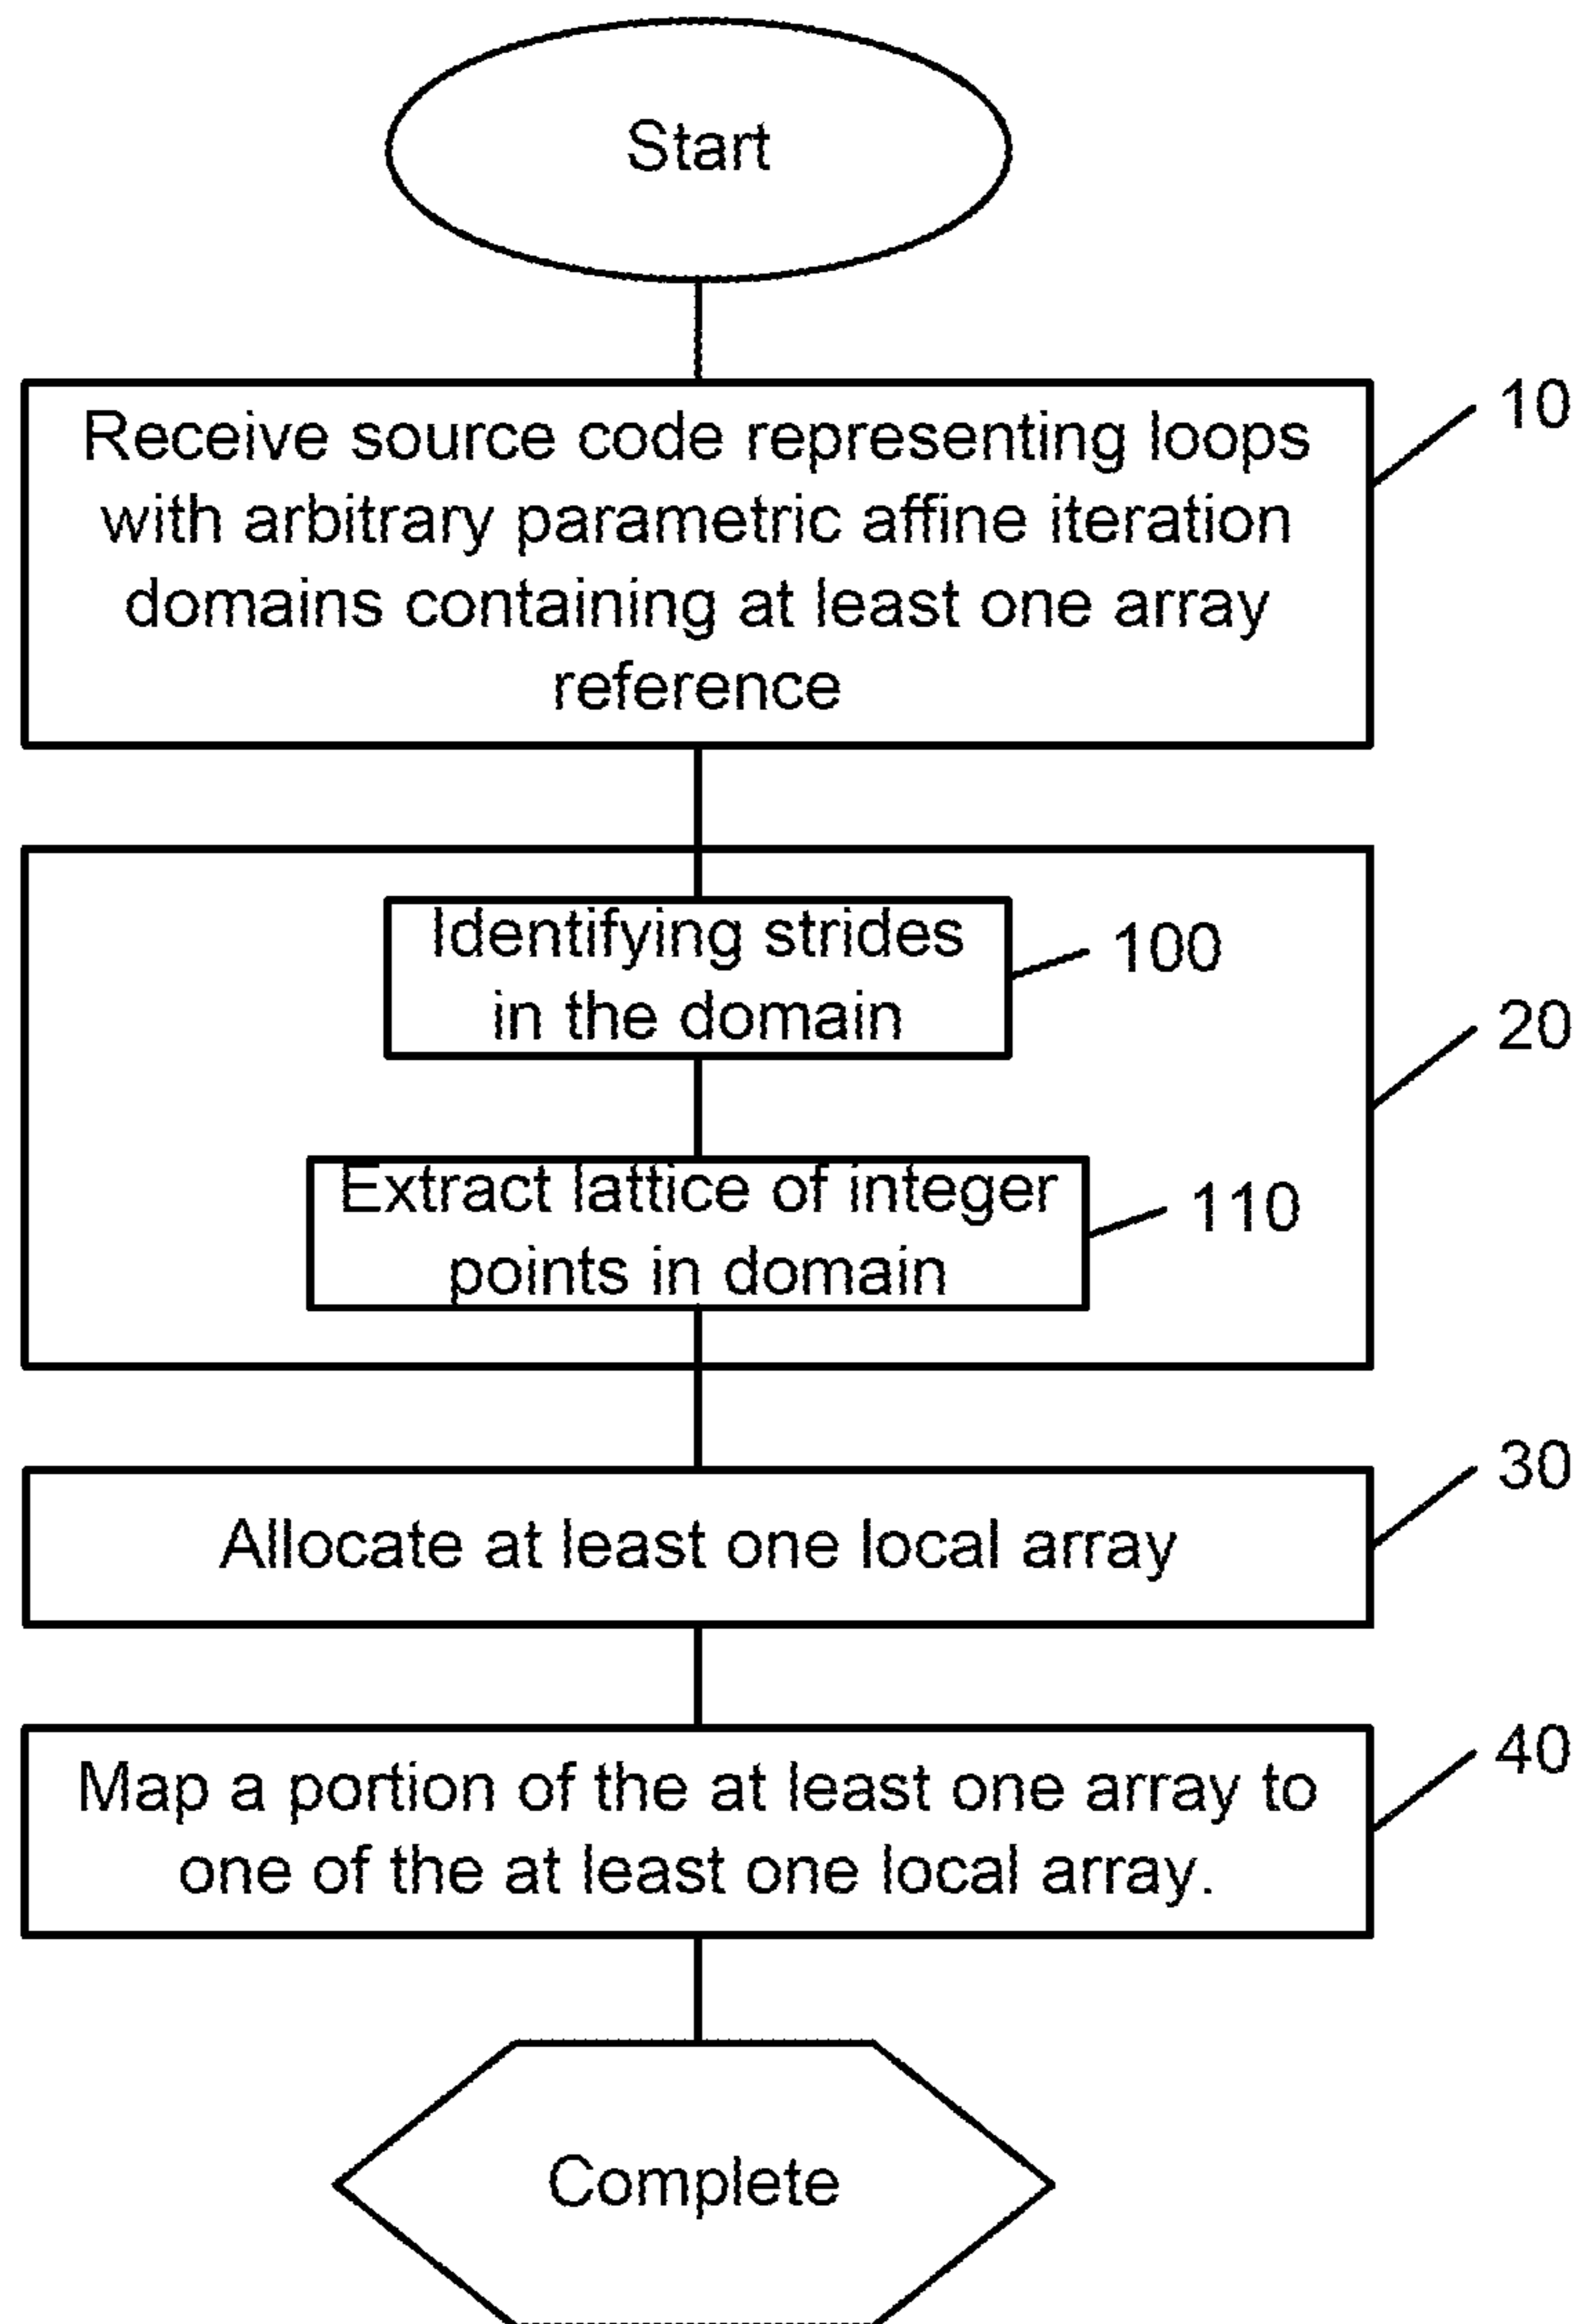 Start
10
Receive source code representing loops
with arbitrary parametric affine iteration
domains containing at least one array
reference
Identifying strides
in the domain
100
20
Extract lattice of integer
points in domain
110
30
Allocate at least one local array
40
Map a portion of the at least one array to
one of the at least one local array.
Complete